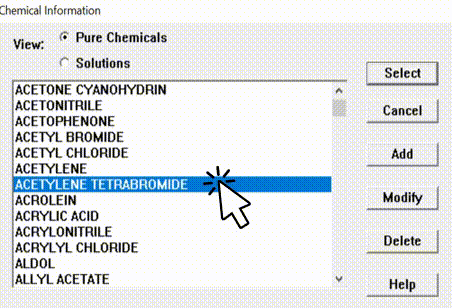 Chemical Information
View:
Pure Chemicals
Solutions
ACETONE CYANOHYDRIN
ACETONITRILE
ACETOPHENONE
ACETYL BROMIDE
ACETYL CHLORIDE
ACETYLENE
ACETYLENE TETRABROMIDE
ACROLEIN
ACRYLIC ACID
ACRYLONITRILE
ACRYLYL CHLORIDE
ALDOL
ALLYL ACETATE
Select
Cancel
Add
Modify
Delete
Help